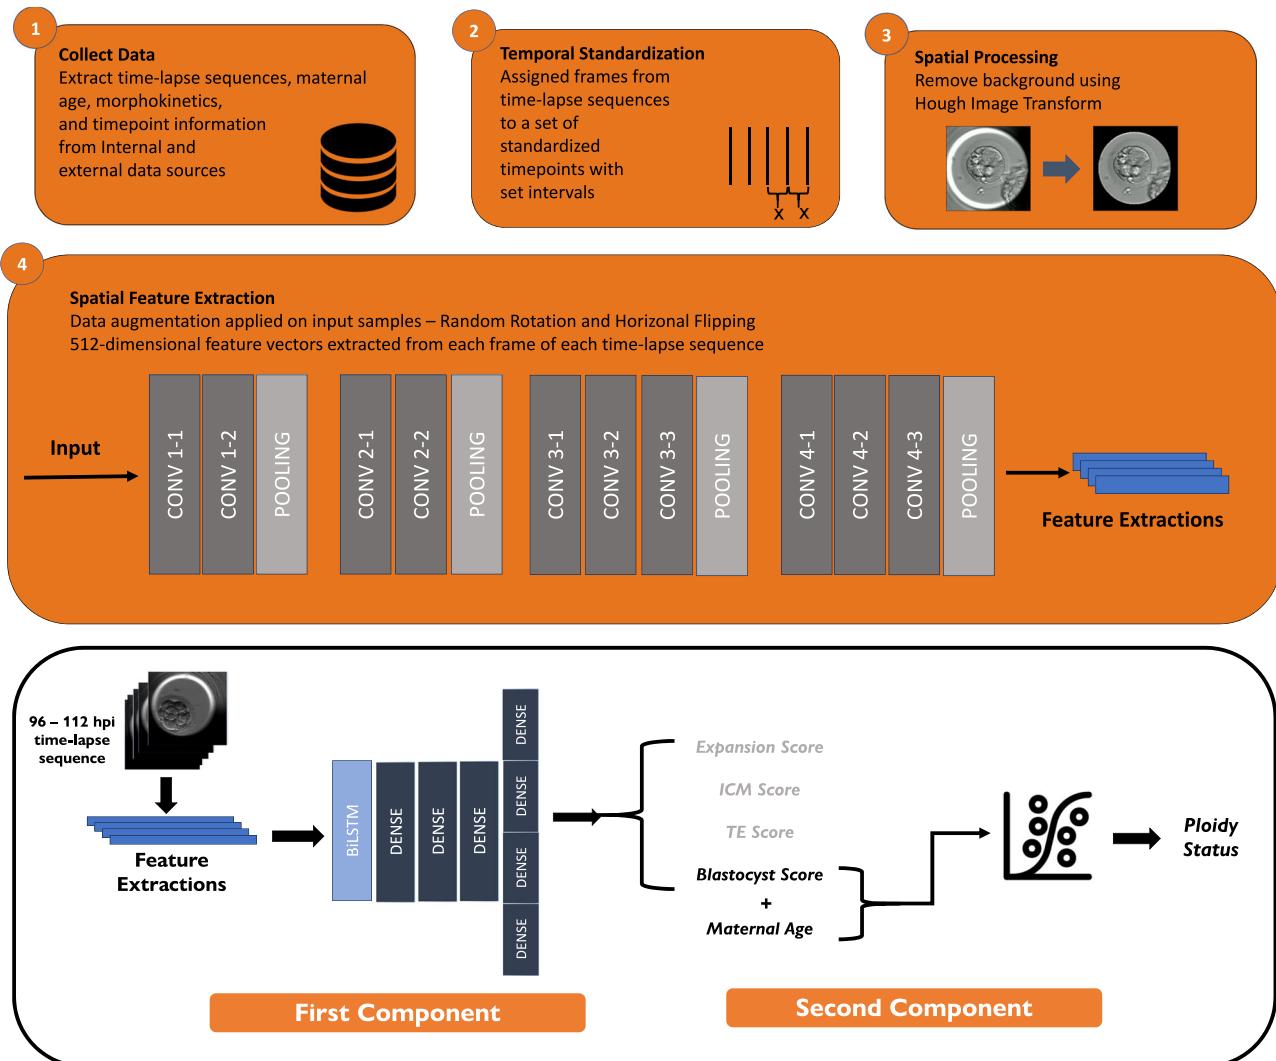 1
Collect Data
Extract time-lapse sequences, maternal
age, morphokinetics,
and timepoint information
from Internal and
external data sources
2
Temporal Standardization
Assigned frames from
time-lapse sequences
to a set of
standardized
timepoints with
set intervals
X X
3
Spatial Processing
Remove background using
Hough Image Transform
4
Spatial Feature Extraction
Data augmentation applied on input samples – Random Rotation and Horizonal Flipping
512-dimensional feature vectors extracted from each frame of each time-lapse sequence
Input
CONV 1-1
CONV 1-2
POOLING
CONV 2-1
CONV 2-2
POOLING
CONV 3-1
CONV 3-2
CONV 3-3
POOLING
CONV 4-1
CONV 4-2
CONV 4-3
POOLING
Feature Extractions
96 – 112 hpi
time-lapse
sequence
Feature
Extractions
BiLSTM
DENSE
DENSE
DENSE
DENSE
DENSE
DENSE
DENSE
Expansion Score
ICM Score
TE Score
Blastocyst Score
+
Maternal Age
Ploidy
Status
First Component
Second Component